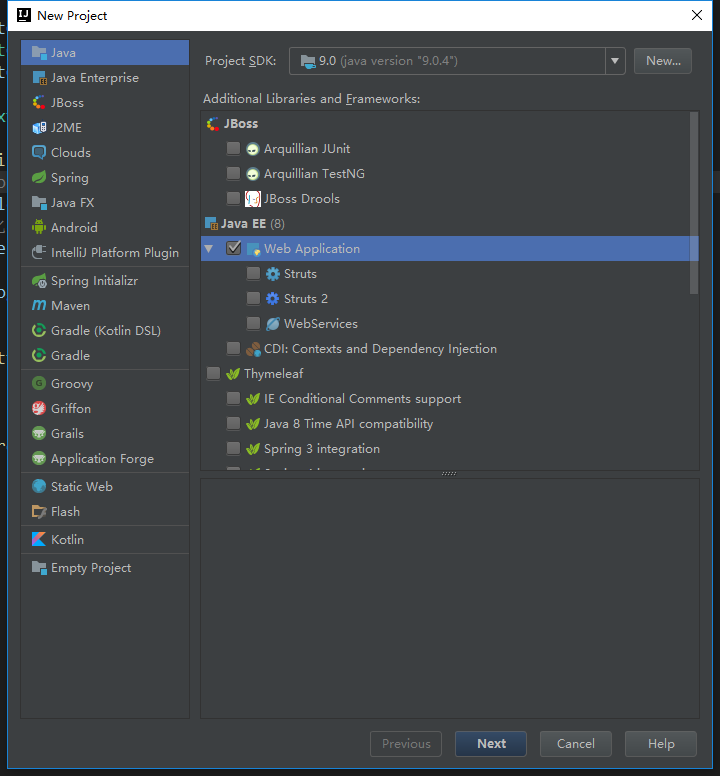 New Project
Java
Java Enterprise
JBoss
J2ME
Clouds
Spring
Java FX
Android
IntelliJ Platform Plugin
Spring Initializr
Maven
Gradle (Kotlin DSL)
Gradle
Groovy
Griffon
Grails
Application Forge
Static Web
Flash
Kotlin
Empty Project
Project SDK: 9.0 (java version "9.0.4") New...
Additional Libraries and Frameworks:
JBoss
Arquillian JUnit
Arquillian TestNG
JBoss Drools
Java EE (8)
Web Application
Struts
Struts 2
WebServices
CDI: Contexts and Dependency Injection
Thymeleaf
IE Conditional Comments support
Java 8 Time API compatibility
Spring 3 integration
Previous Next Cancel Help